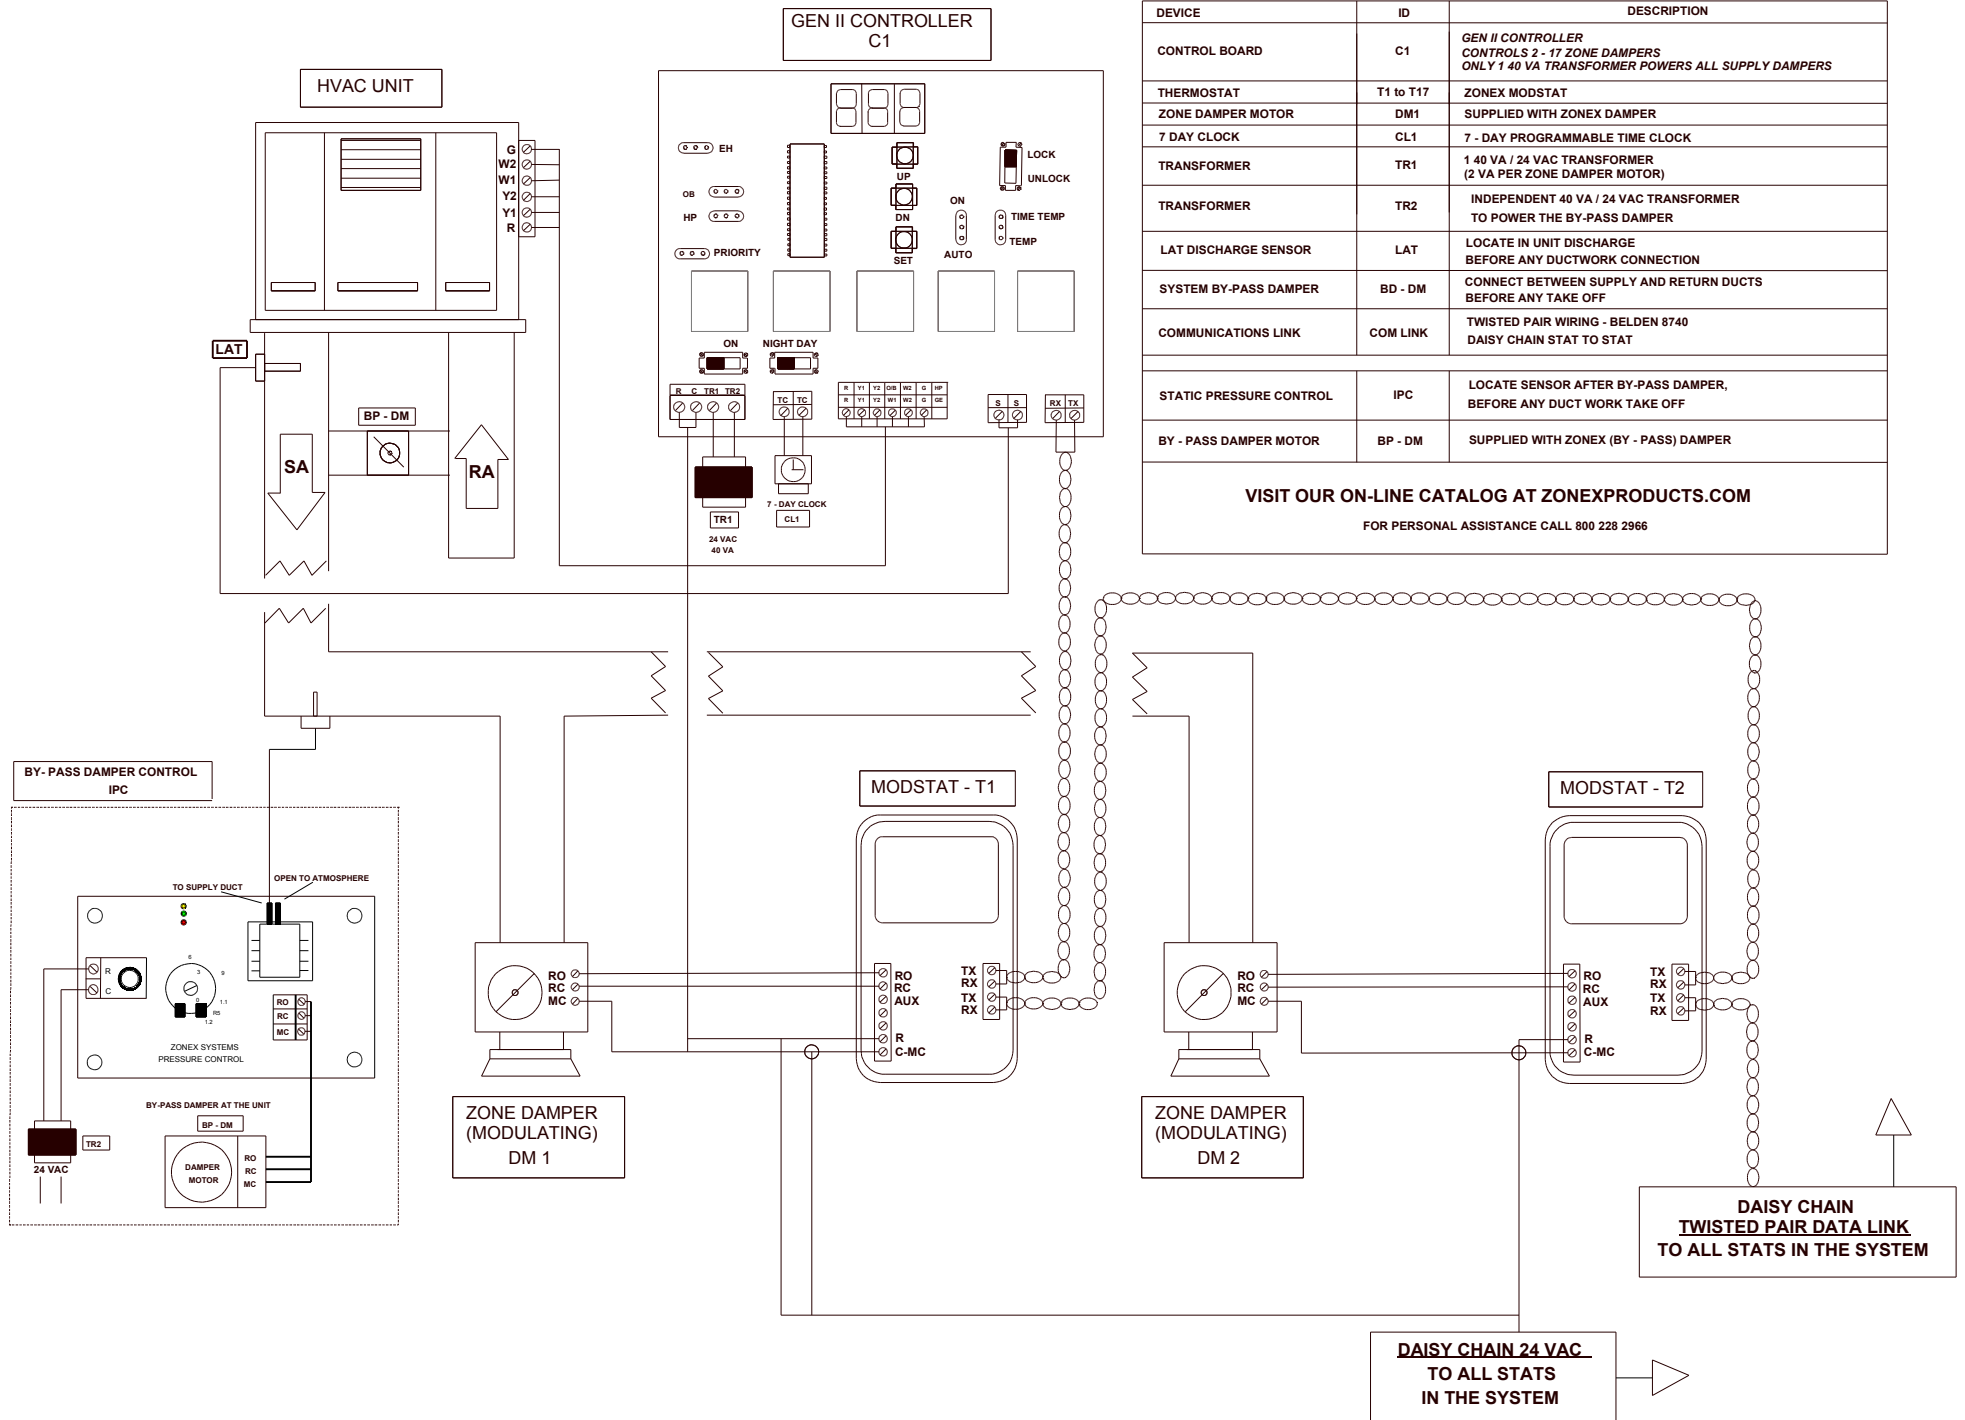 GEN II CONTROLLER
C1
HVAC UNIT
G
W2
W1
Y2
Y1
R
LAT
BP - DM
SA
RA
EH
OB
HP
PRIORITY
UP
DN
SET
LOCK
UNLOCK
ON
AUTO
TIME TEMP
TEMP
ON
NIGHT DAY
R C TR1 TR2
TC TC
R Y1 Y2 O/B W2 G HP
R Y1 Y2 W1 W2 G GE
S S
RX TX
TR1
24 VAC
40 VA
7 - DAY CLOCK
CL1
DEVICE ID DESCRIPTION
CONTROL BOARD C1 GEN II CONTROLLER
CONTROLS 2 - 17 ZONE DAMPERS
ONLY 1 40 VA TRANSFORMER POWERS ALL SUPPLY DAMPERS
THERMOSTAT T1 to T17 ZONEX MODSTAT
ZONE DAMPER MOTOR DM1 SUPPLIED WITH ZONEX DAMPER
7 DAY CLOCK CL1 7 - DAY PROGRAMMABLE TIME CLOCK
TRANSFORMER TR1 1 40 VA / 24 VAC TRANSFORMER
(2 VA PER ZONE DAMPER MOTOR)
TRANSFORMER TR2 INDEPENDENT 40 VA / 24 VAC TRANSFORMER
TO POWER THE BY-PASS DAMPER
LAT DISCHARGE SENSOR LAT LOCATE IN UNIT DISCHARGE
BEFORE ANY DUCTWORK CONNECTION
SYSTEM BY-PASS DAMPER BD - DM CONNECT BETWEEN SUPPLY AND RETURN DUCTS
BEFORE ANY TAKE OFF
COMMUNICATIONS LINK COM LINK TWISTED PAIR WIRING - BELDEN 8740
DAISY CHAIN STAT TO STAT
STATIC PRESSURE CONTROL IPC LOCATE SENSOR AFTER BY-PASS DAMPER,
BEFORE ANY DUCT WORK TAKE OFF
BY - PASS DAMPER MOTOR BP - DM SUPPLIED WITH ZONEX (BY - PASS) DAMPER
VISIT OUR ON-LINE CATALOG AT ZONEXPRODUCTS.COM
FOR PERSONAL ASSISTANCE CALL 800 228 2966
BY- PASS DAMPER CONTROL
IPC
TO SUPPLY DUCT
OPEN TO ATMOSPHERE
R
C
6
3
9
0
1.1
R5
1.2
RO
RC
MC
ZONEX SYSTEMS
PRESSURE CONTROL
BY-PASS DAMPER AT THE UNIT
BP - DM
TR2
24 VAC
DAMPER
MOTOR
RO
RC
MC
RO
RC
MC
ZONE DAMPER
(MODULATING)
DM 1
MODSTAT - T1
RO
RC
AUX
R
C-MC
TX
RX
TX
RX
RO
RC
MC
ZONE DAMPER
(MODULATING)
DM 2
MODSTAT - T2
RO
RC
AUX
R
C-MC
TX
RX
TX
RX
DAISY CHAIN
TWISTED PAIR DATA LINK
TO ALL STATS IN THE SYSTEM
DAISY CHAIN 24 VAC
TO ALL STATS
IN THE SYSTEM